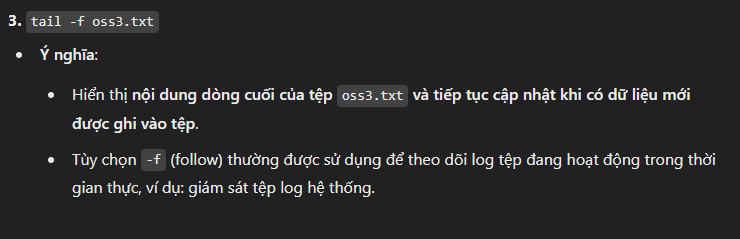 3. tail -f oss3.txt
• Ý nghĩa:
• Hiển thị nội dung dòng cuối của tệp oss3.txt và tiếp tục cập nhật khi có dữ liệu mới
được ghi vào tệp.
• Tùy chọn -f (follow) thường được sử dụng để theo dõi log tệp đang hoạt động trong thời
gian thực, ví dụ: giám sát tệp log hệ thống.